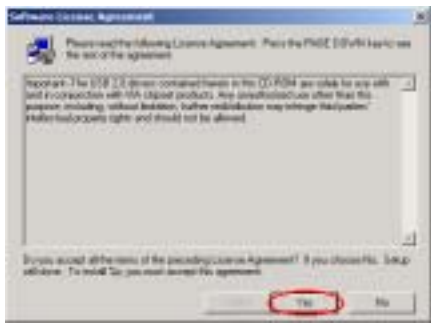 Software License Agreement
Please read the following License Agreement. Press the PAGE DOWN key to see
the rest of the agreement.
Important: The USB 2.0 drivers contained herein in this CD-ROM are solely for use with
and in conjunction with VIA chipset products. Any unauthorized use other than this
purpose, including, without limitation, further redistribution may infringe third parties'
intellectual property rights and should not be allowed.
Do you accept all the terms of the preceding License Agreement? If you choose No, Setup
will close. To install you must accept this agreement.
Yes
No